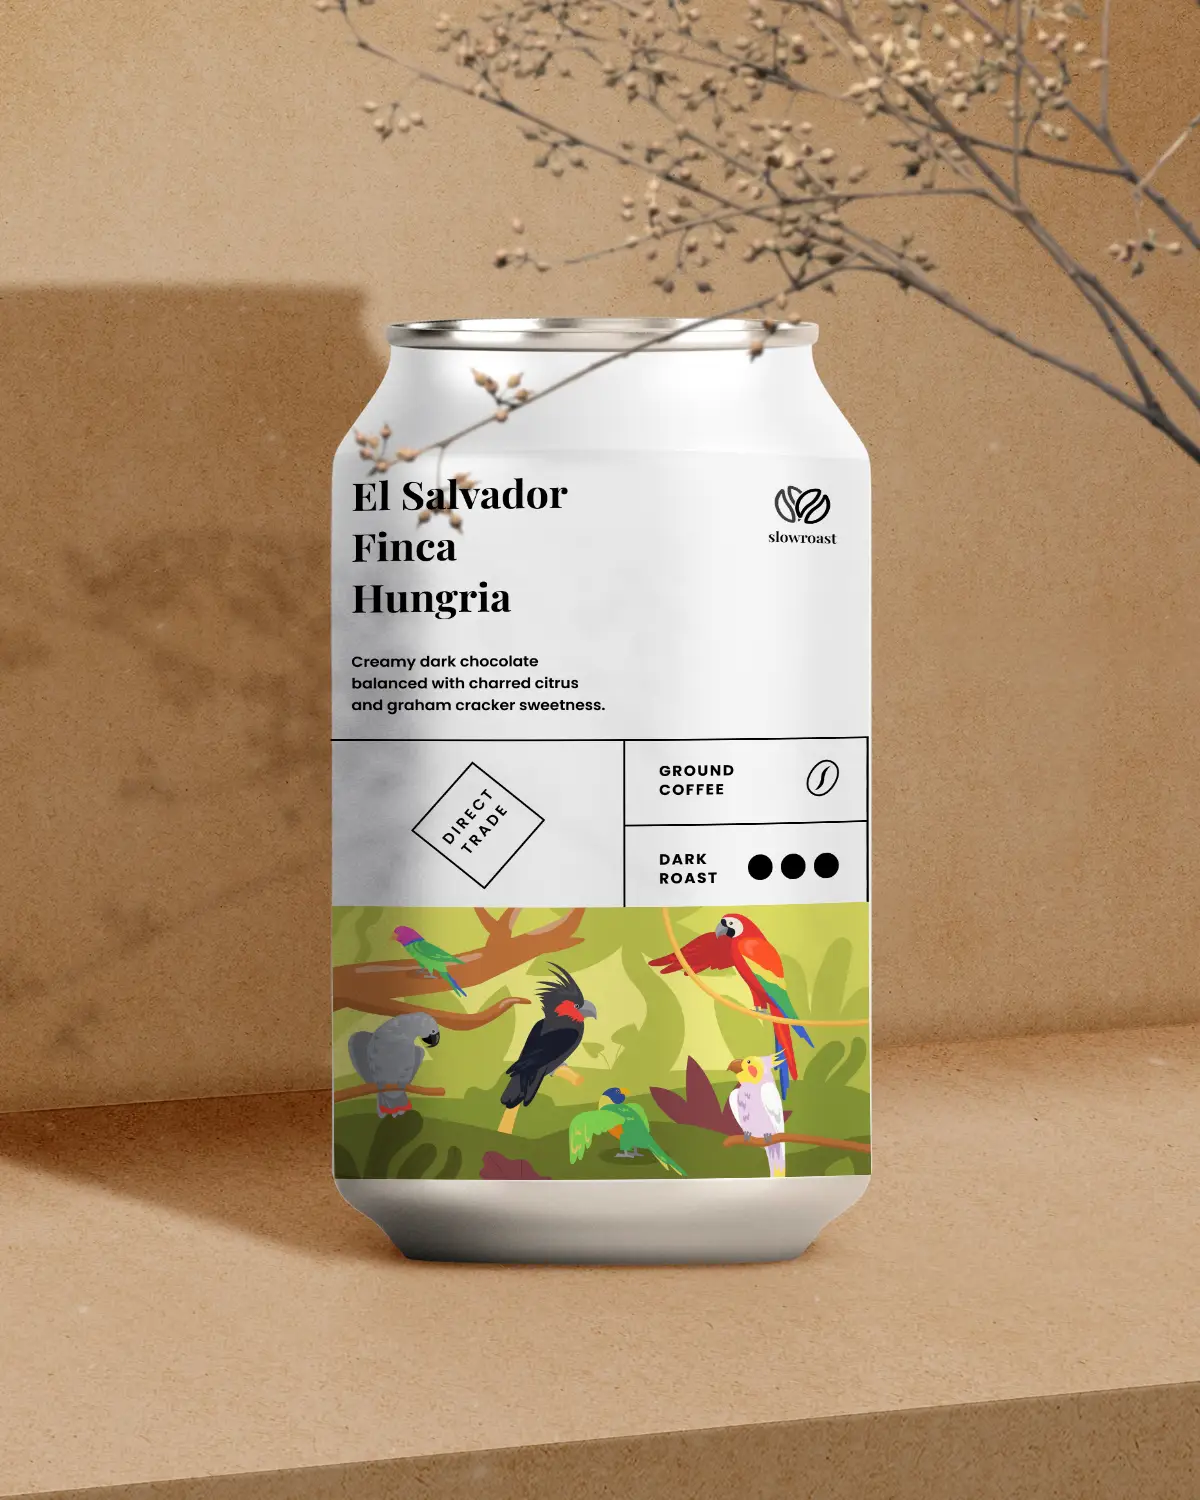 El Salvador
Finca
Hungria
slowroast
Creamy dark chocolate
balanced with charred citrus
and graham cracker sweetness.
DIRECT
TRADE
GROUND
COFFEE
DARK
ROAST